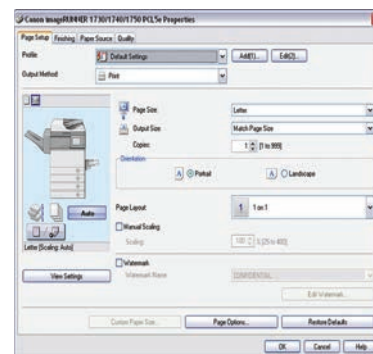 Canon imageRUNNER 1730/1740/1750 PCL5e Properties
Page Setup Finishing Paper Source Quality
Profile: Default Settings Add(1)... Edit(2)...
Output Method: Print
Page Size: Letter
Output Size: Match Page Size
Copies: 1 [1 to 999]
Orientation
A Portrait A Landscape
Page Layout: 1 1 on 1
Auto
Manual Scaling
Scaling: 100 % [25 to 400]
Letter [Scaling: Auto]
Watermark
View Settings Watermark Name: CONFIDENTIAL
Edit Watermark...
Custom Paper Size... Page Options... Restore Defaults
OK Cancel Help